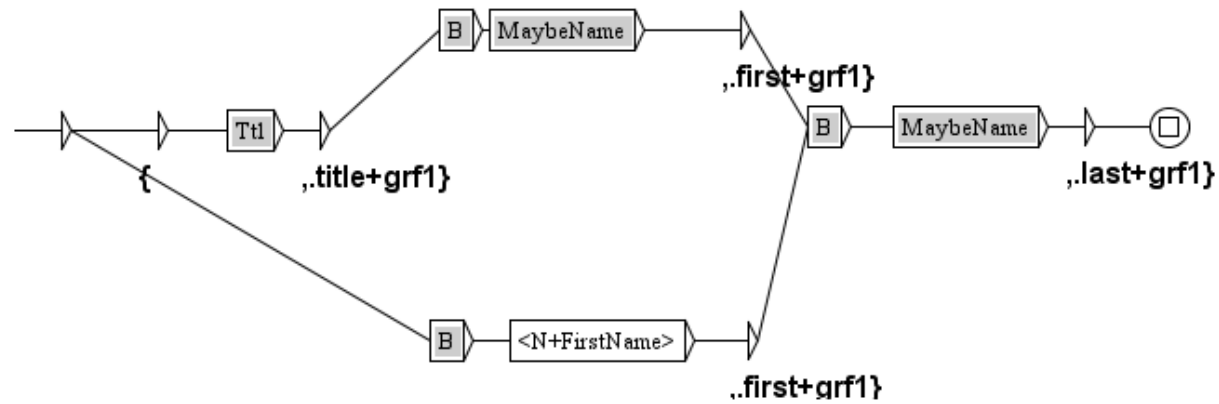 B MaybeName
,.first+grf1}
Ttl B MaybeName
{ ,.title+grf1} ,.last+grf1}
B <N+FirstName>
,.first+grf1}